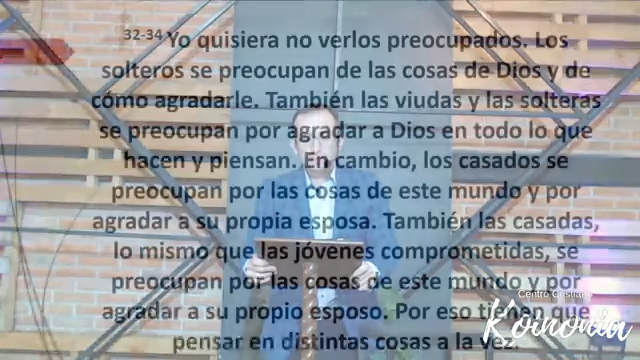 32-34 Yo quisiera no verlos preocupados. Los
solteros se preocupan de las cosas de Dios y de
cómo agradarle. También las viudas y las solteras
se preocupan por agradar a Dios en todo lo que
hacen y piensan. En cambio, los casados se
preocupan por las cosas de este mundo y por
agradar a su propia esposa. También las casadas,
lo mismo que las jóvenes comprometidas, se
preocupan por las cosas de este mundo y por
agradar a su propio esposo. Por eso tienen que
pensar en distintas cosas a la vez.
Centro Cristiano
Koinonia